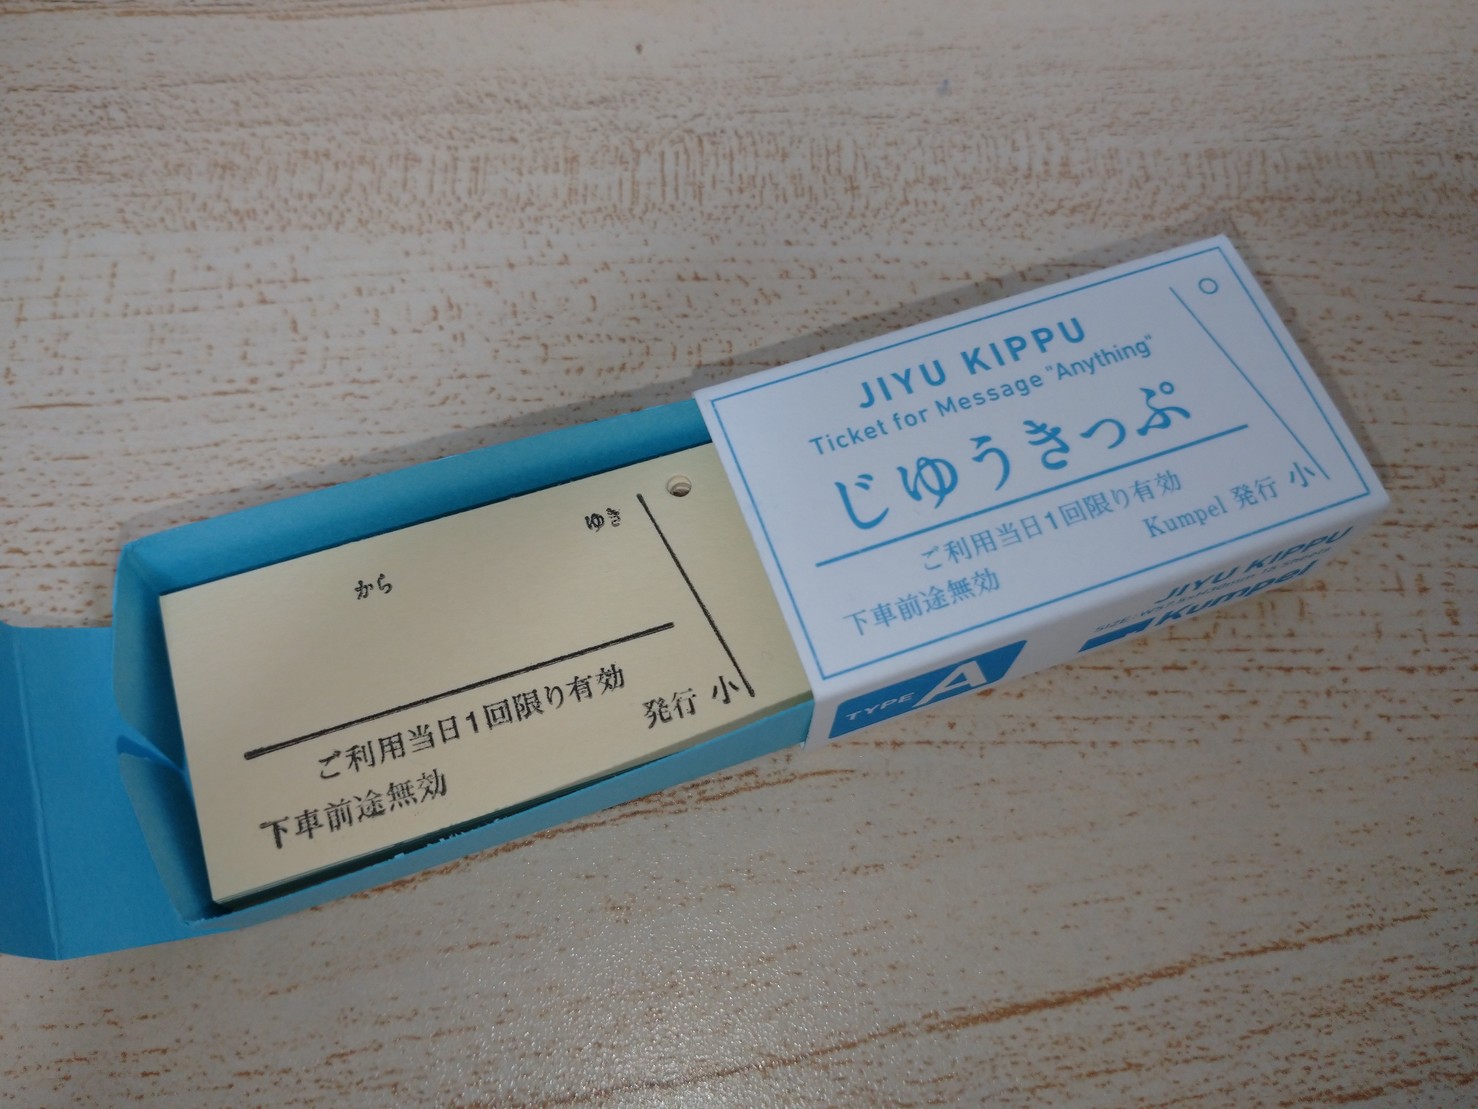 ゆき
から
ご利用当日1回限り有効
発行 小
下車前途無効
JIYU KIPPU
Ticket for Message "Anything"
じゆうきっぷ
ご利用当日1回限り有効
Kumpel 発行 小
下車前途無効
TYPE A
JIYU KIPPU
Kumpel